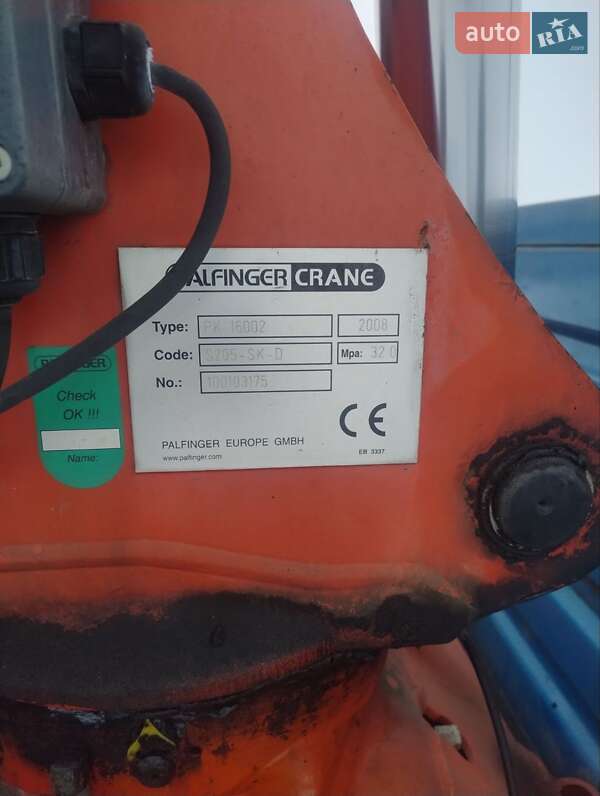 auto RIA .com
PALFINGER CRANE
Type: PK 16002 2008
Code: S205-SK-D Mpa: 32.0
No.: 100103175
PALFINGER EUROPE GMBH
www.palfinger.com
EB 3337
CE
PALFINGER
Check
OK !!!
Name: